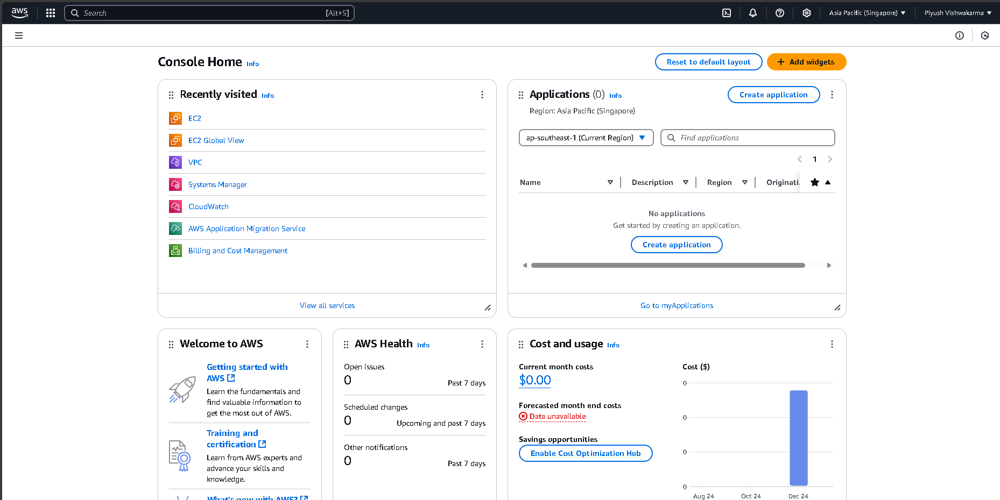 aws
Search [Alt+S]
Asia Pacific (Singapore)
Piyush Vishwakarma
Console Home Info
Reset to default layout
Add widgets
Recently visited Info
EC2
EC2 Global View
VPC
Systems Manager
CloudWatch
AWS Application Migration Service
Billing and Cost Management
View all services
Applications (0) Info
Create application
Region: Asia Pacific (Singapore)
ap-southeast-1 (Current Region)
Find applications
1
Name Description Region Originati
No applications
Get started by creating an application.
Create application
Go to myApplications
Welcome to AWS
Getting started with
AWS
Learn the fundamentals and
find valuable information to
get the most out of AWS.
Training and
certification
Learn from AWS experts and
advance your skills and
knowledge.
What's new with AWS?
AWS Health Info
Open issues
0 Past 7 days
Scheduled changes
0 Upcoming and past 7 days
Other notifications
0 Past 7 days
Cost and usage Info
Current month costs
$0.00
Forecasted month end costs
Data unavailable
Savings opportunities
Enable Cost Optimization Hub
Cost ($)
0
0
0
0
Aug 24 Oct 24 Dec 24